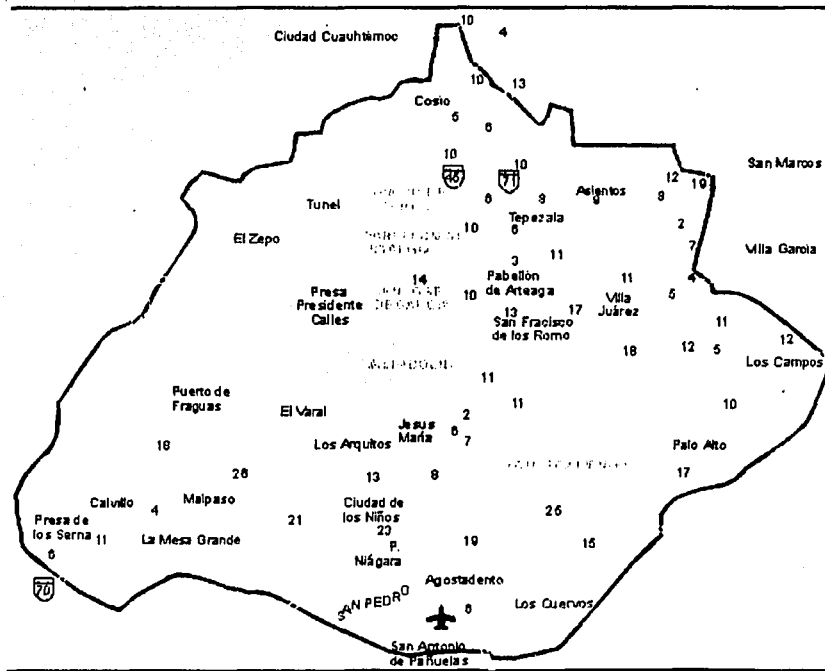 10
Ciudad Cuauhtémoc
4
10
13
Cosío
5
6
10
10
45
71
San Marcos
12
19
Asientos
6
8
9
8
Tunel
Tepezala
2
10
6
El Zepo
7
Villa García
11
3
14
Pabellón
de Arteaga
11
4
Presa
Presidente
Calles
10
Villa
Juárez
5
13
17
San Fracisco
de los Romo
11
12
18
12
5
Los Campos
11
Puerto de
Fraguas
El Varal
2
11
10
Jesus
María
6
7
Los Arquitos
Palo Alto
18
26
13
8
17
Calvillo
Malpaso
4
Ciudad de
los Niños
25
Presa de
los Serna
21
23
11
La Mesa Grande
P.
Niágara
19
15
6
70
Agostadento
SAN PEDRO
6
Los Cuervos
San Antonio
de Pañuelas